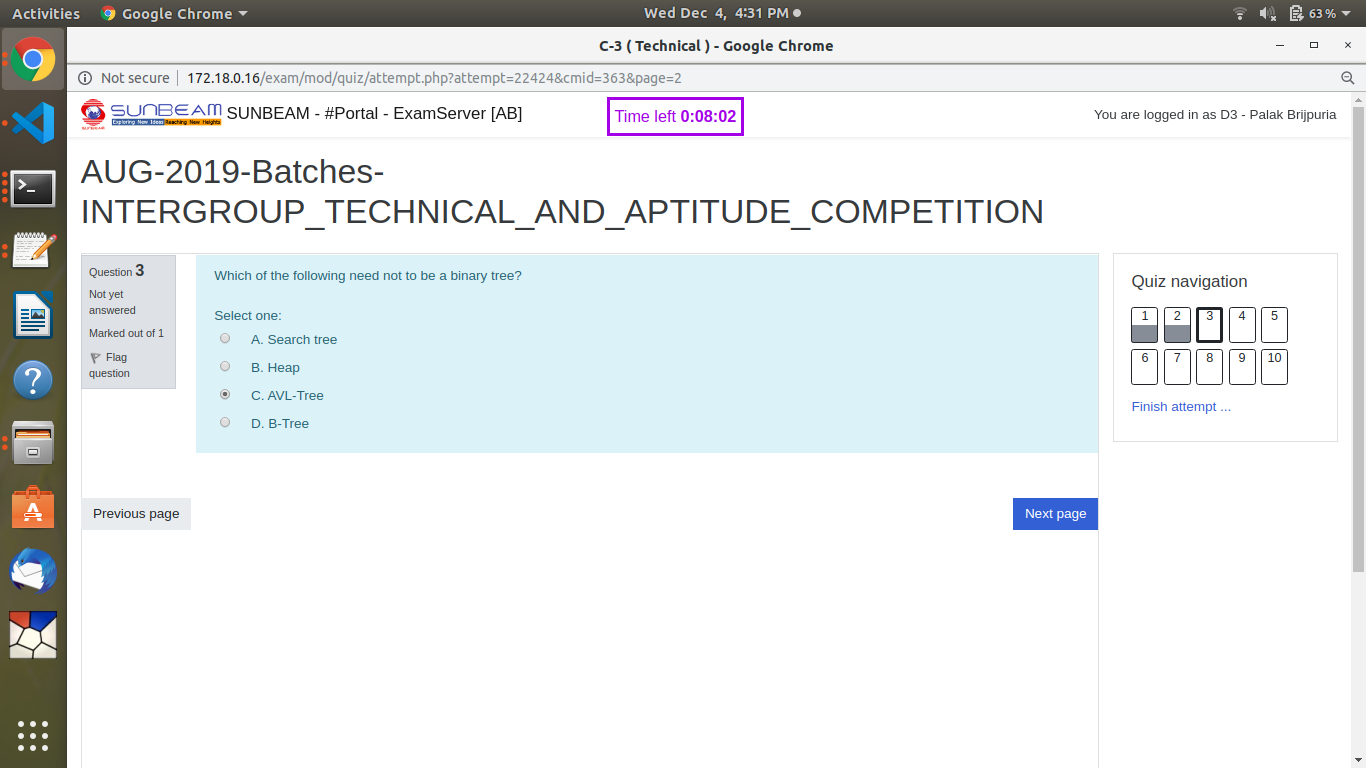 Activities Google Chrome Wed Dec 4, 4:31 PM 63 %
C-3 ( Technical ) - Google Chrome
Not secure 172.18.0.16/exam/mod/quiz/attempt.php?attempt=22424&cmid=363&page=2
SUNBEAM
Exploring New Ideas Reaching New Heights
SUNBEAM
SUNBEAM - #Portal - ExamServer [AB]
Time left 0:08:02
You are logged in as D3 - Palak Brijpuria
AUG-2019-Batches-
INTERGROUP_TECHNICAL_AND_APTITUDE_COMPETITION
Question 3
Not yet
answered
Marked out of 1
Flag
question
Which of the following need not to be a binary tree?
Select one:
A. Search tree
B. Heap
C. AVL-Tree
D. B-Tree
Previous page
Next page
Quiz navigation
1 2 3 4 5
6 7 8 9 10
Finish attempt ...